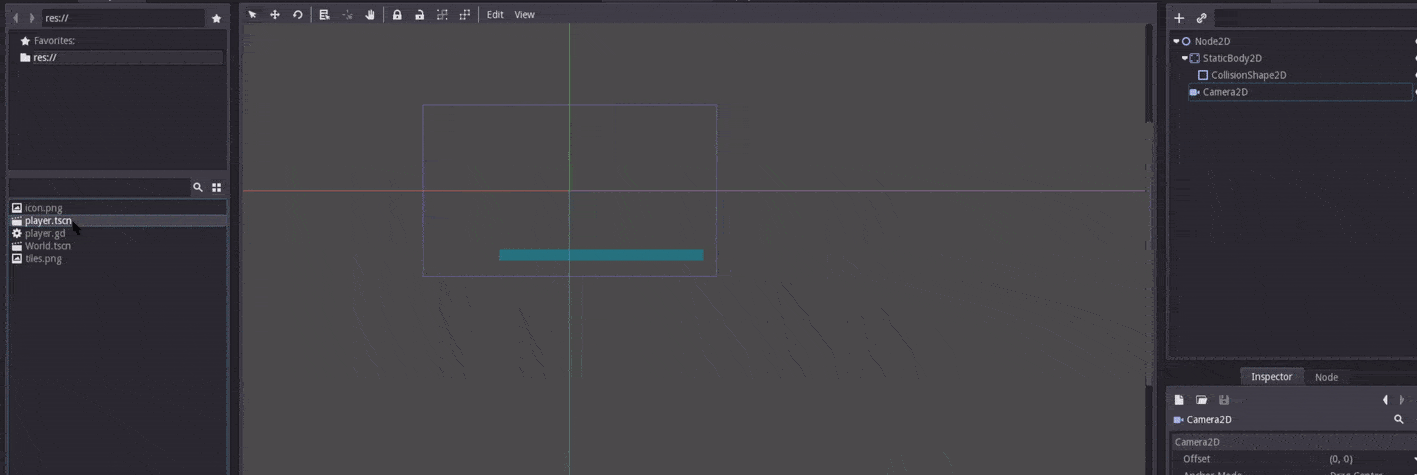 res://
Favorites:
res://
icon.png
player.tscn
player.gd
World.tscn
tiles.png
Edit View
Node2D
StaticBody2D
CollisionShape2D
Camera2D
Inspector Node
Camera2D
Camera2D
Offset (0, 0)